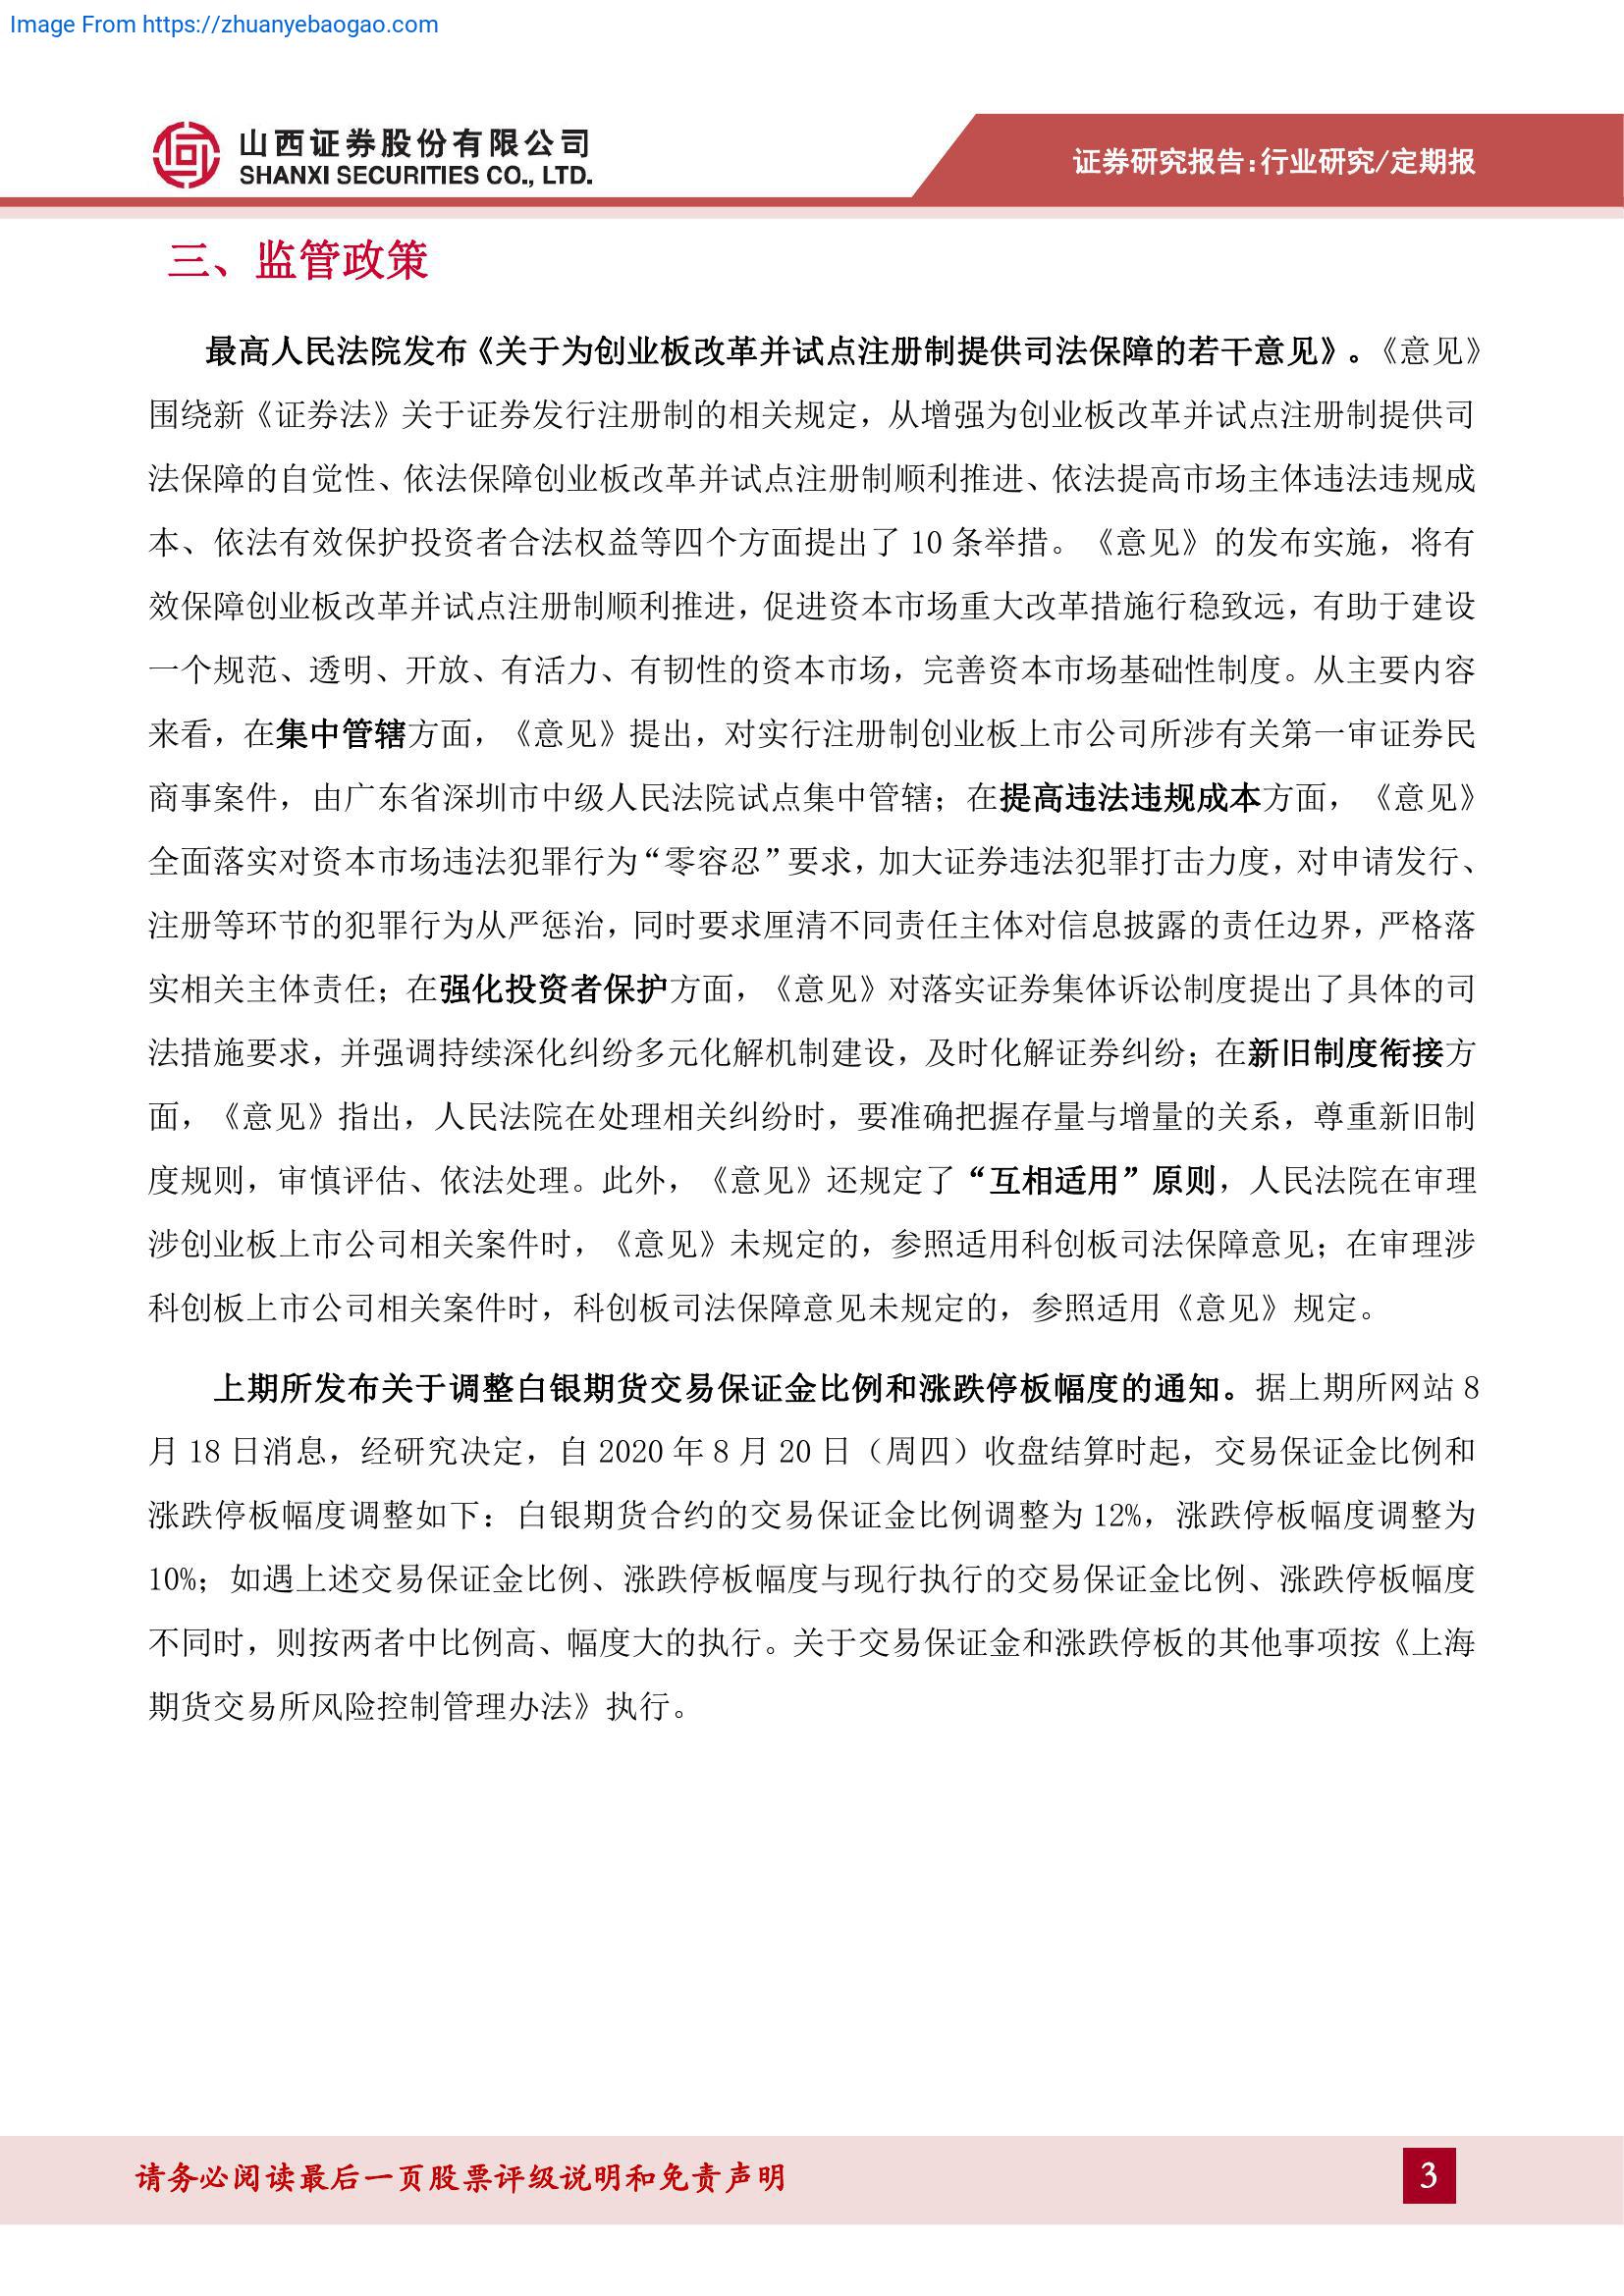 Image From https://zhuanyebaogao.com
山西证券股份有限公司
SHANXI SECURITIES CO., LTD.
证券研究报告:行业研究/定期报
三、监管政策
最高人民法院发布《关于为创业板改革并试点注册制提供司法保障的若干意见》。《意见》
围绕新《证券法》关于证券发行注册制的相关规定，从增强为创业板改革并试点注册制提供司
法保障的自觉性、依法保障创业板改革并试点注册制顺利推进、依法提高市场主体违法违规成
本、依法有效保护投资者合法权益等四个方面提出了 10 条举措。《意见》的发布实施，将有
效保障创业板改革并试点注册制顺利推进，促进资本市场重大改革措施行稳致远，有助于建设
一个规范、透明、开放、有活力、有韧性的资本市场，完善资本市场基础性制度。从主要内容
来看，在集中管辖方面，《意见》提出，对实行注册制创业板上市公司所涉有关第一审证券民
商事案件，由广东省深圳市中级人民法院试点集中管辖；在提高违法违规成本方面，《意见》
全面落实对资本市场违法犯罪行为“零容忍”要求，加大证券违法犯罪打击力度，对申请发行、
注册等环节的犯罪行为从严惩治，同时要求厘清不同责任主体对信息披露的责任边界，严格落
实相关主体责任；在强化投资者保护方面，《意见》对落实证券集体诉讼制度提出了具体的司
法措施要求，并强调持续深化纠纷多元化解机制建设，及时化解证券纠纷；在新旧制度衔接方
面，《意见》指出，人民法院在处理相关纠纷时，要准确把握存量与增量的关系，尊重新旧制
度规则，审慎评估、依法处理。此外，《意见》还规定了“互相适用”原则，人民法院在审理
涉创业板上市公司相关案件时，《意见》未规定的，参照适用科创板司法保障意见；在审理涉
科创板上市公司相关案件时，科创板司法保障意见未规定的，参照适用《意见》规定。
上期所发布关于调整白银期货交易保证金比例和涨跌停板幅度的通知。据上期所网站 8
月 18 日消息，经研究决定，自 2020 年 8 月 20 日（周四）收盘结算时起，交易保证金比例和
涨跌停板幅度调整如下：白银期货合约的交易保证金比例调整为 12%，涨跌停板幅度调整为
10%；如遇上述交易保证金比例、涨跌停板幅度与现行执行的交易保证金比例、涨跌停板幅度
不同时，则按两者中比例高、幅度大的执行。关于交易保证金和涨跌停板的其他事项按《上海
期货交易所风险控制管理办法》执行。
请务必阅读最后一页股票评级说明和免责声明
3